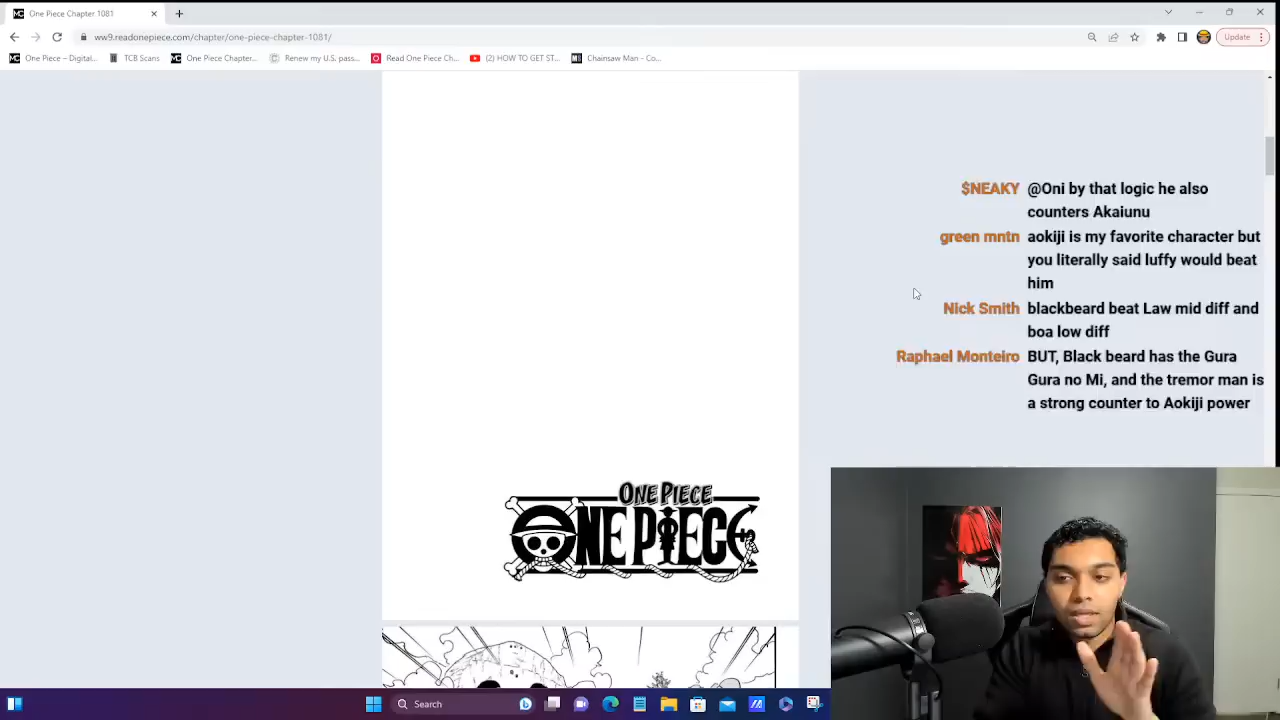 One Piece Chapter 1081
ww9.readonepiece.com/chapter/one-piece-chapter-1081/
Update
One Piece – Digital...
TCB Scans
One Piece Chapter...
Renew my U.S. pass...
Read One Piece Ch...
(2) HOW TO GET ST...
Chainsaw Man - Co...
$NEAKY @Oni by that logic he also
counters Akaiunu
green mntn aokiji is my favorite character but
you literally said luffy would beat
him
Nick Smith blackbeard beat Law mid diff and
boa low diff
Raphael Monteiro BUT, Black beard has the Gura
Gura no Mi, and the tremor man is
a strong counter to Aokiji power
ONE PIECE
ONE PIECE
Search